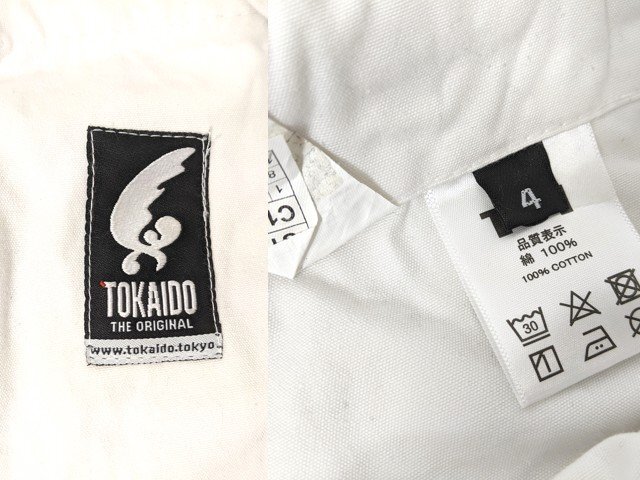 TOKAIDO
THE ORIGINAL
www.tokaido.tokyo
4
品質表示
綿 100%
100% COTTON
30